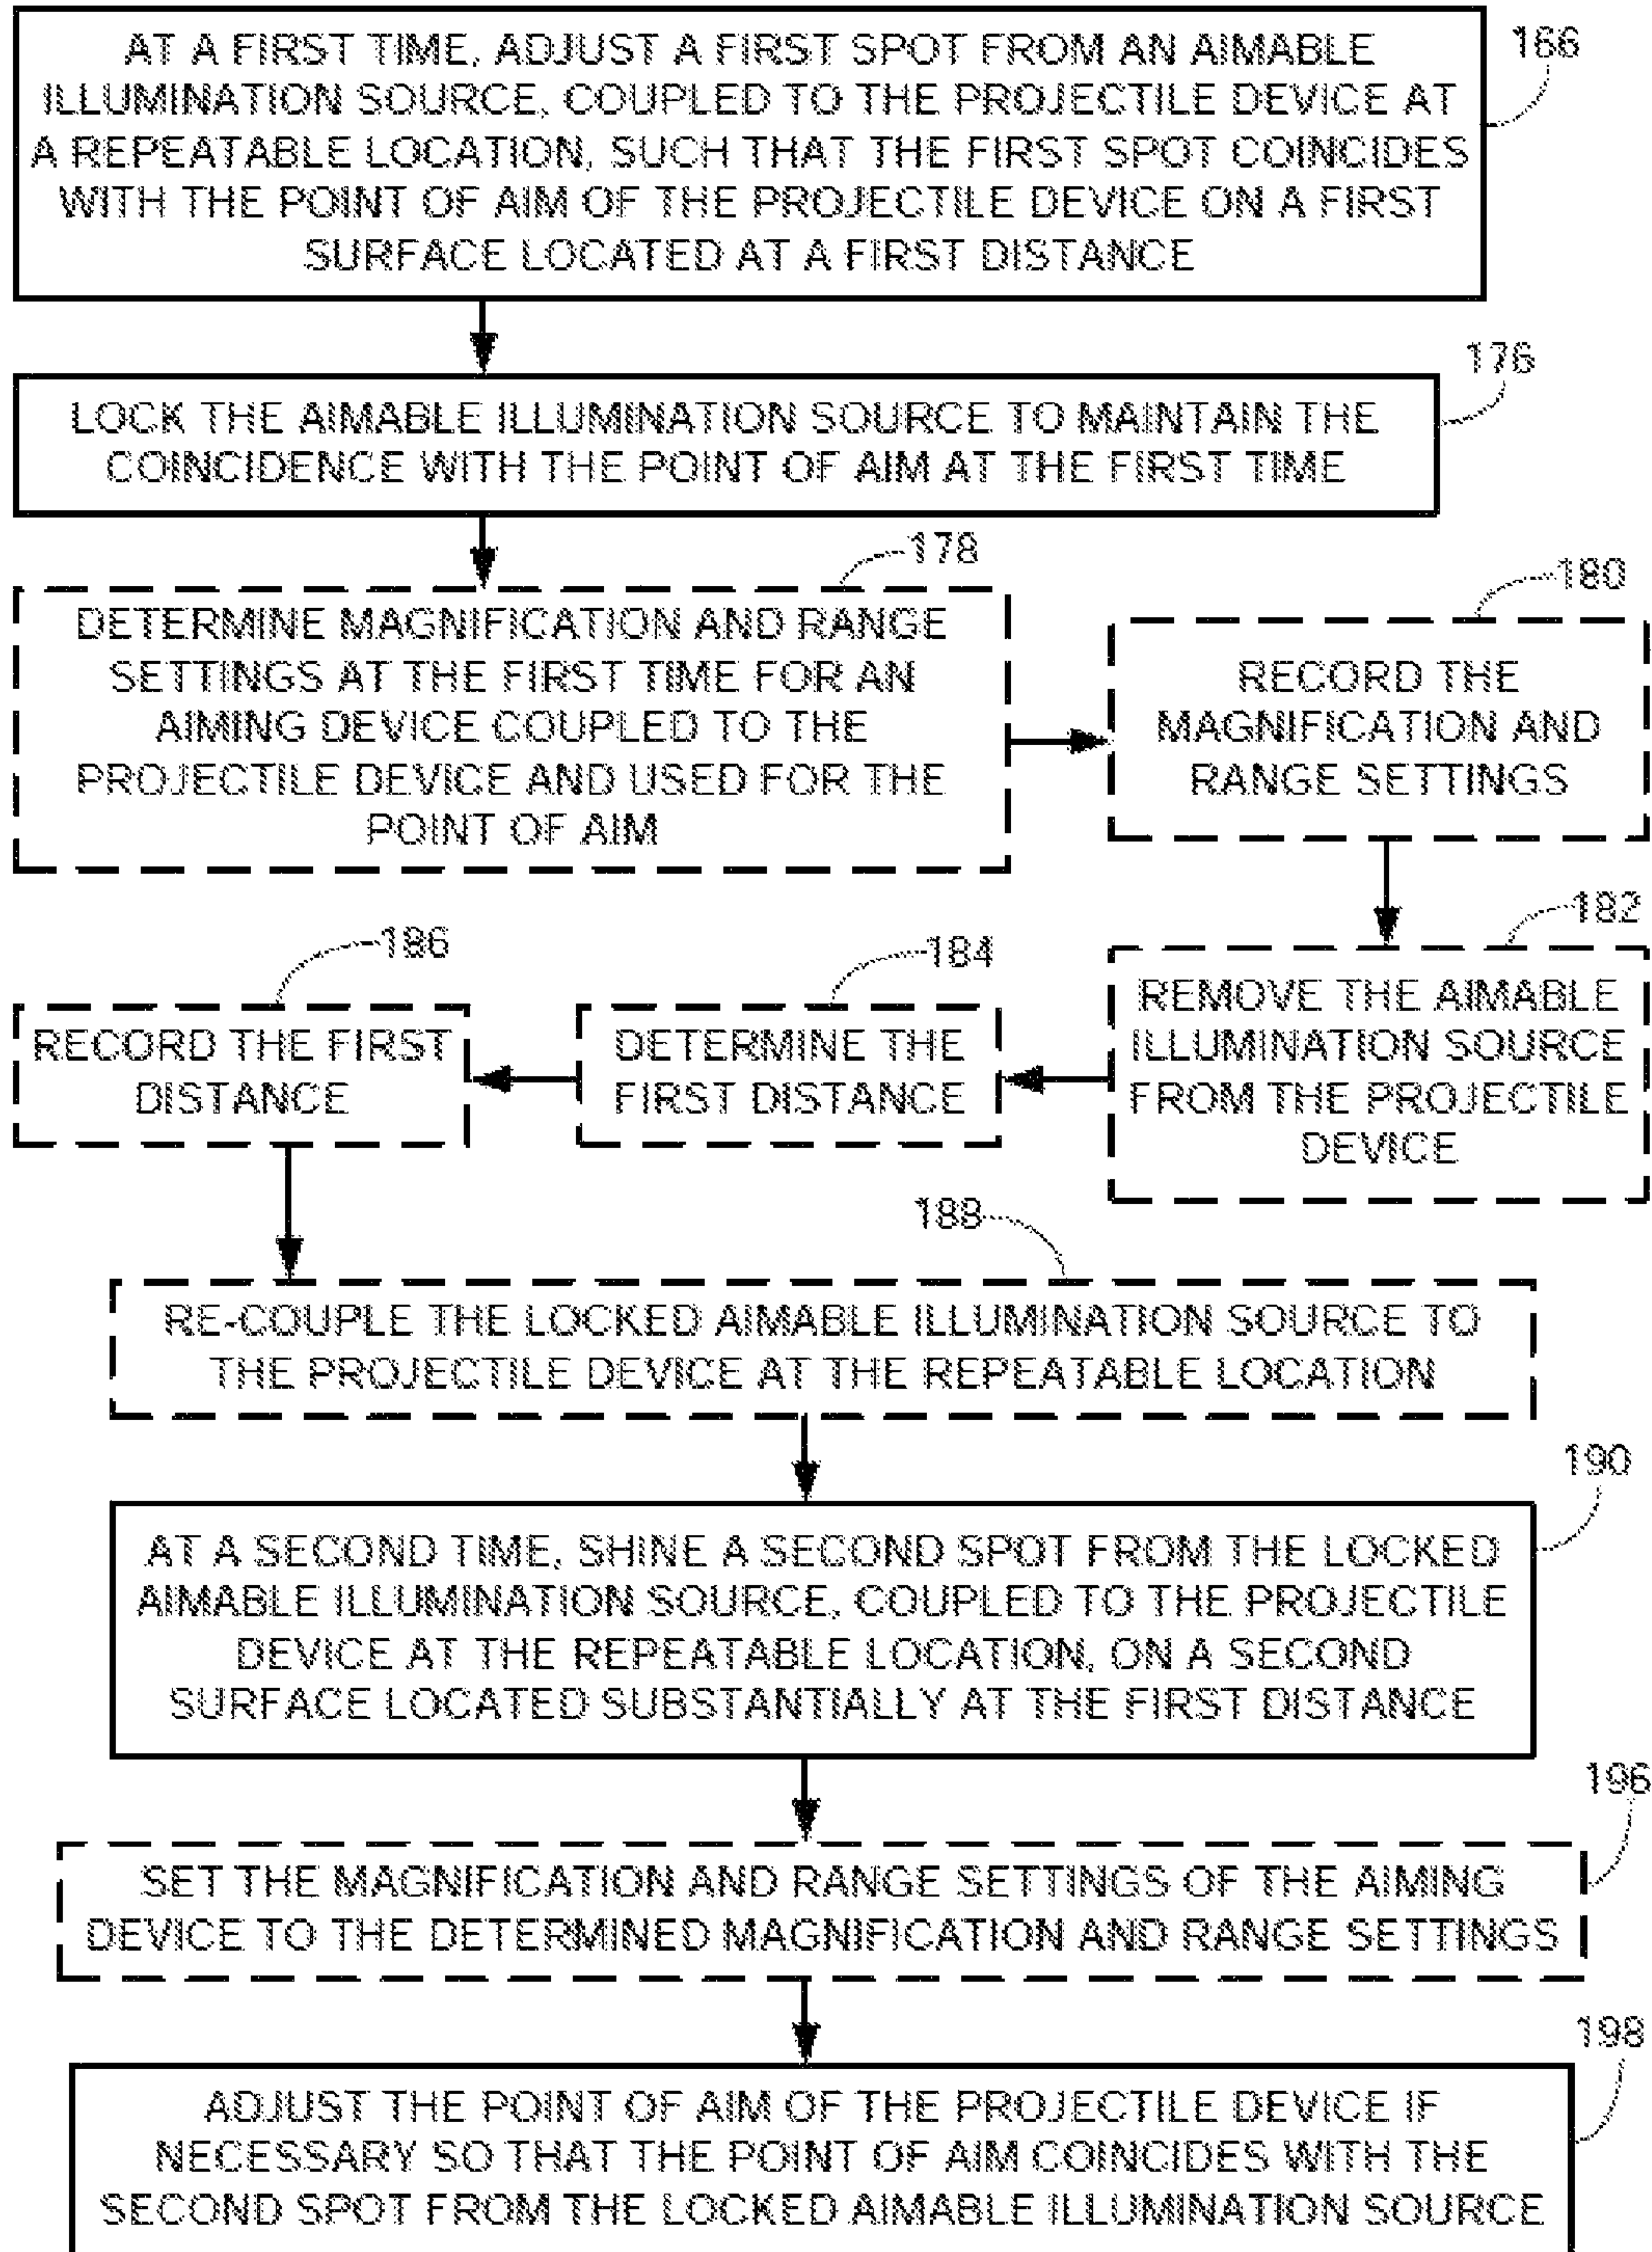 AT A FIRST TIME, ADJUST A FIRST SPOT FROM AN AIMABLE
ILLUMINATION SOURCE, COUPLED TO THE PROJECTILE DEVICE AT
A REPEATABLE LOCATION, SUCH THAT THE FIRST SPOT COINCIDES
WITH THE POINT OF AIM OF THE PROJECTILE DEVICE ON A FIRST
SURFACE LOCATED AT A FIRST DISTANCE
166
176
LOCK THE AIMABLE ILLUMINATION SOURCE TO MAINTAIN THE
COINCIDENCE WITH THE POINT OF AIM AT THE FIRST TIME
178
DETERMINE MAGNIFICATION AND RANGE
SETTINGS AT THE FIRST TIME FOR AN
AIMING DEVICE COUPLED TO THE
PROJECTILE DEVICE AND USED FOR THE
POINT OF AIM
180
RECORD THE
MAGNIFICATION AND
RANGE SETTINGS
182
REMOVE THE AIMABLE
ILLUMINATION SOURCE
FROM THE PROJECTILE
DEVICE
184
DETERMINE THE
FIRST DISTANCE
186
RECORD THE FIRST
DISTANCE
188
RE-COUPLE THE LOCKED AIMABLE ILLUMINATION SOURCE TO
THE PROJECTILE DEVICE AT THE REPEATABLE LOCATION
190
AT A SECOND TIME, SHINE A SECOND SPOT FROM THE LOCKED
AIMABLE ILLUMINATION SOURCE, COUPLED TO THE PROJECTILE
DEVICE AT THE REPEATABLE LOCATION, ON A SECOND
SURFACE LOCATED SUBSTANTIALLY AT THE FIRST DISTANCE
196
SET THE MAGNIFICATION AND RANGE SETTINGS OF THE AIMING
DEVICE TO THE DETERMINED MAGNIFICATION AND RANGE SETTINGS
198
ADJUST THE POINT OF AIM OF THE PROJECTILE DEVICE IF
NECESSARY SO THAT THE POINT OF AIM COINCIDES WITH THE
SECOND SPOT FROM THE LOCKED AIMABLE ILLUMINATION SOURCE